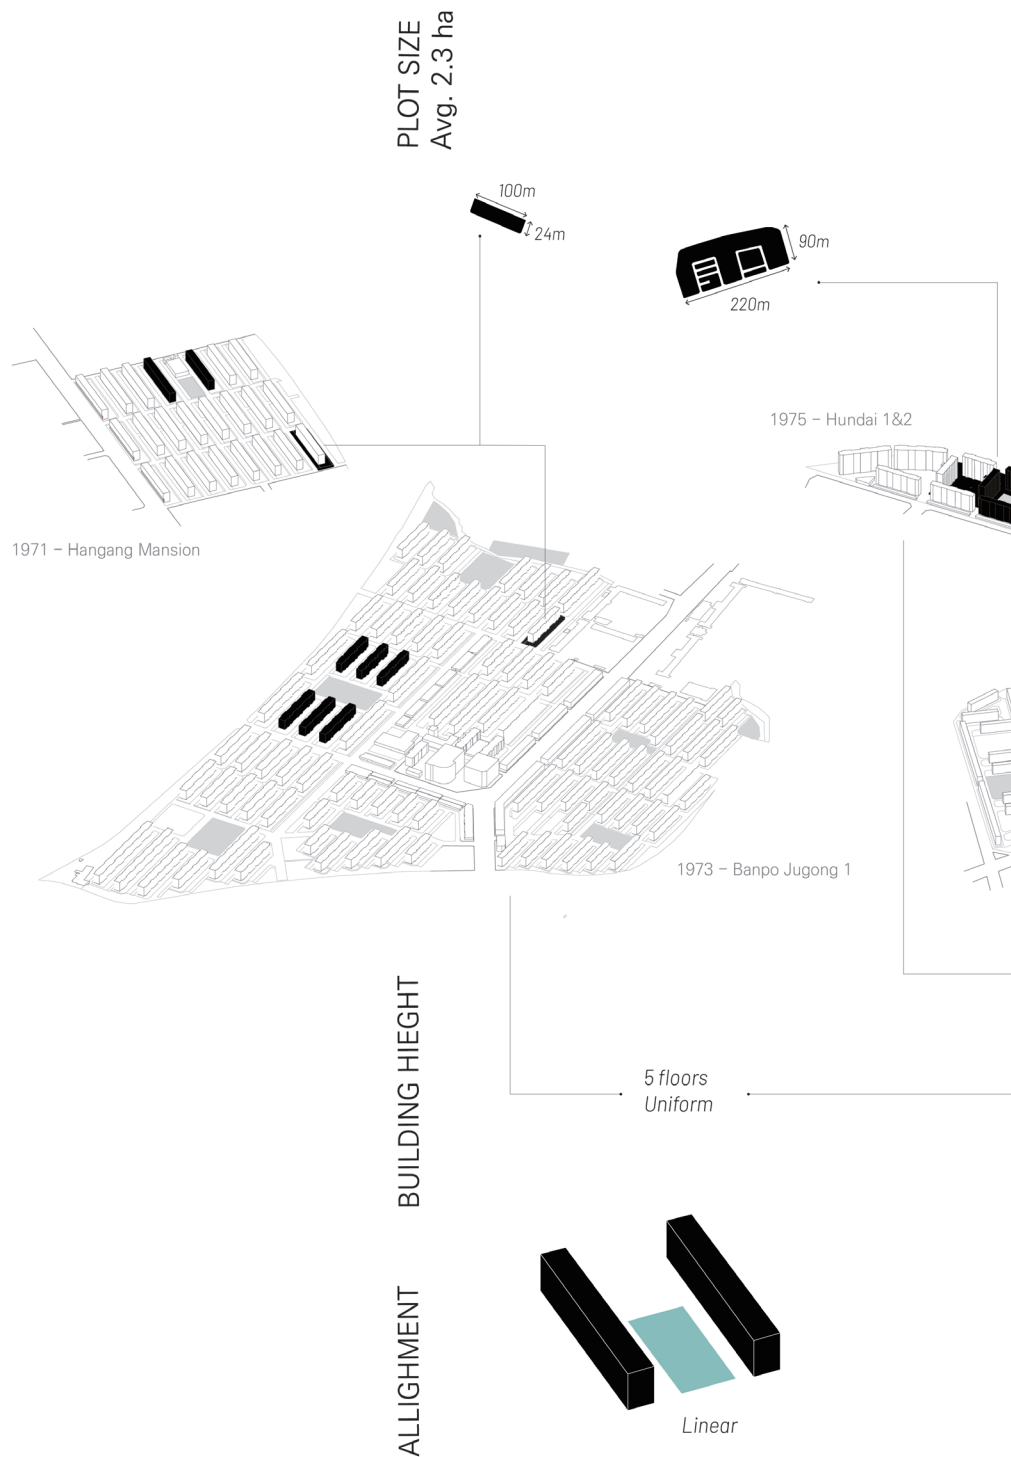 PLOT SIZE
Avg. 2.3 ha
100m
24m
90m
220m
1975 – Hundai 1&2
1971 – Hangang Mansion
1973 – Banpo Jugong 1
BUILDING HIEGHT
5 floors
Uniform
ALLIGHMENT
Linear